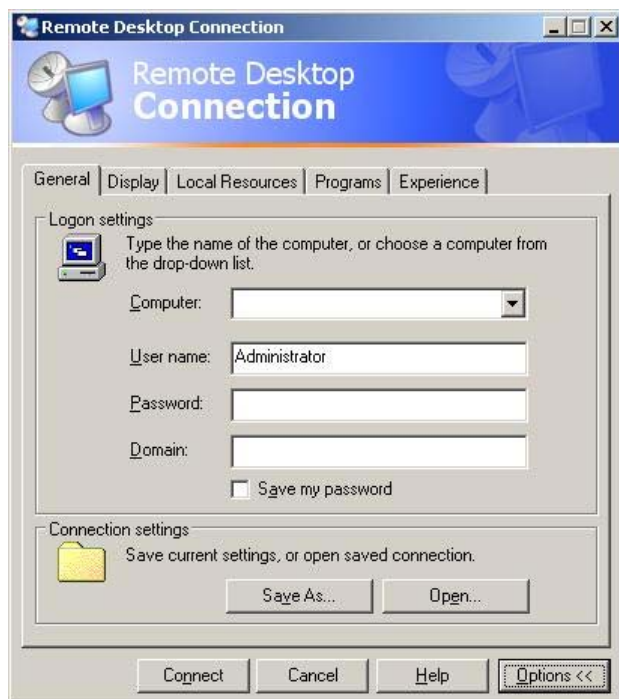 Remote Desktop Connection
Remote Desktop
Connection
General
Display
Local Resources
Programs
Experience
Logon settings
Type the name of the computer, or choose a computer from
the drop-down list.
Computer:
User name: Administrator
Password:
Domain:
Save my password
Connection settings
Save current settings, or open saved connection.
Save As...
Open...
Connect
Cancel
Help
Options <<